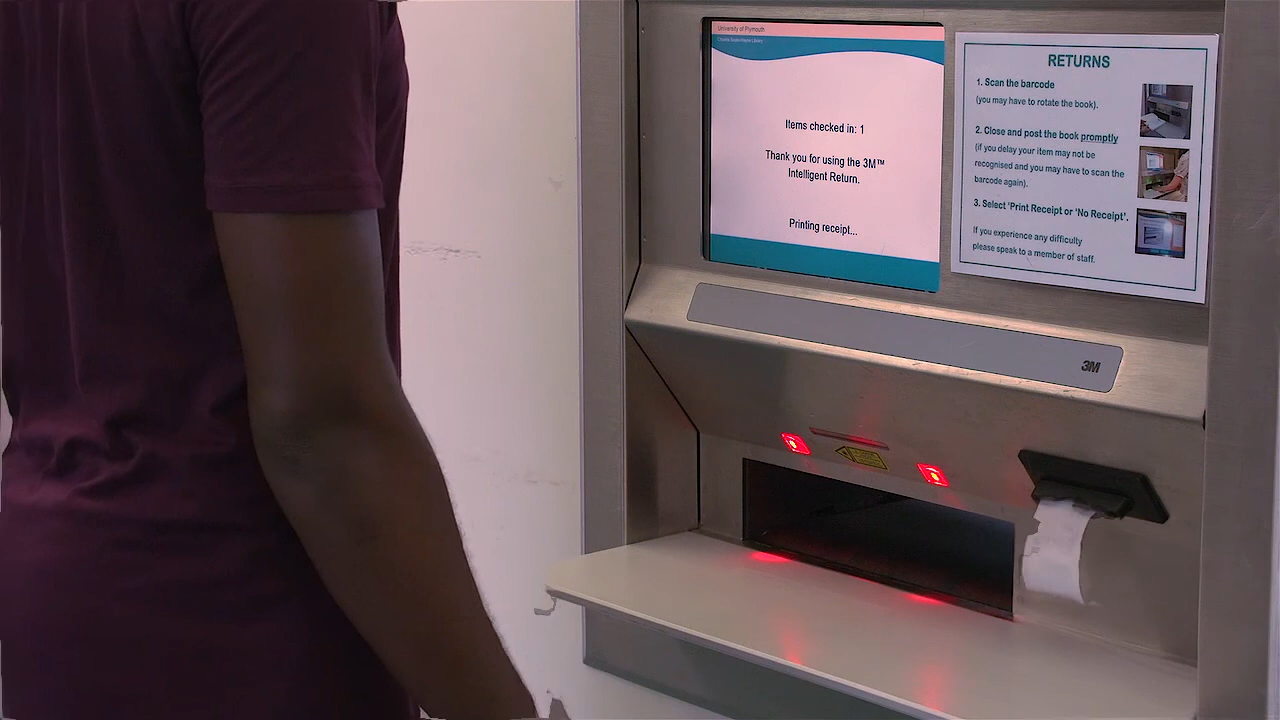 University of Plymouth
Items checked in: 1
Thank you for using the 3M™
Intelligent Return.
Printing receipt...
RETURNS
1. Scan the barcode
(you may have to rotate the book).
2. Close and post the book promptly
(if you delay your item may not be
recognised and you may have to scan the
barcode again).
3. Select 'Print Receipt or 'No Receipt'.
If you experience any difficulty
please speak to a member of staff.
3M